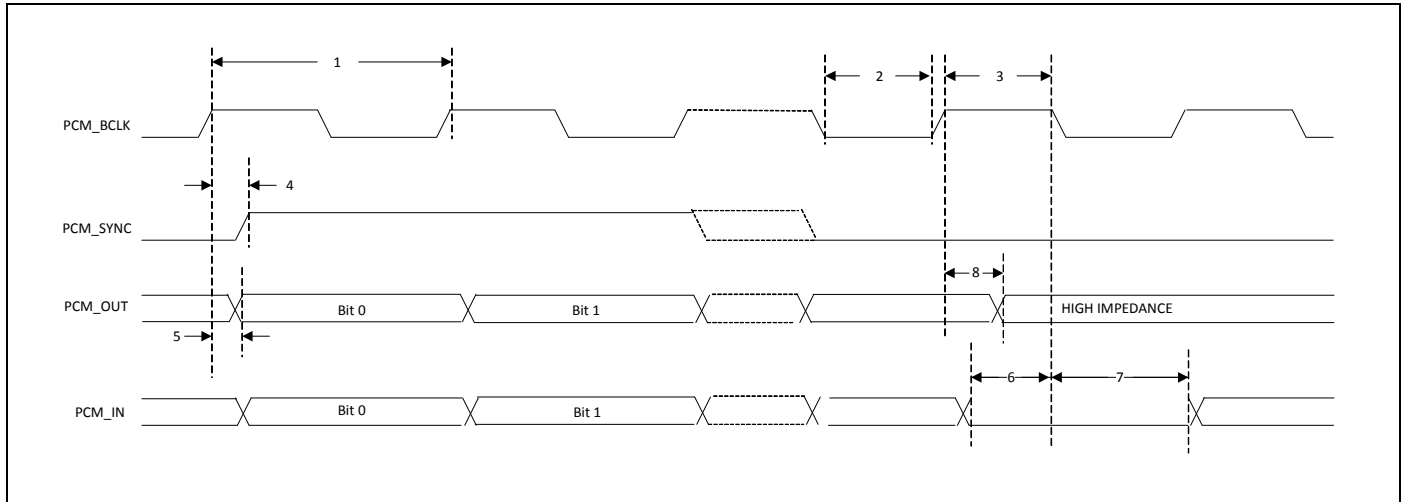 1
2
3
PCM_BCLK
4
PCM_SYNC
8
PCM_OUT
Bit 0
Bit 1
HIGH IMPEDANCE
5
6
7
PCM_IN
Bit 0
Bit 1